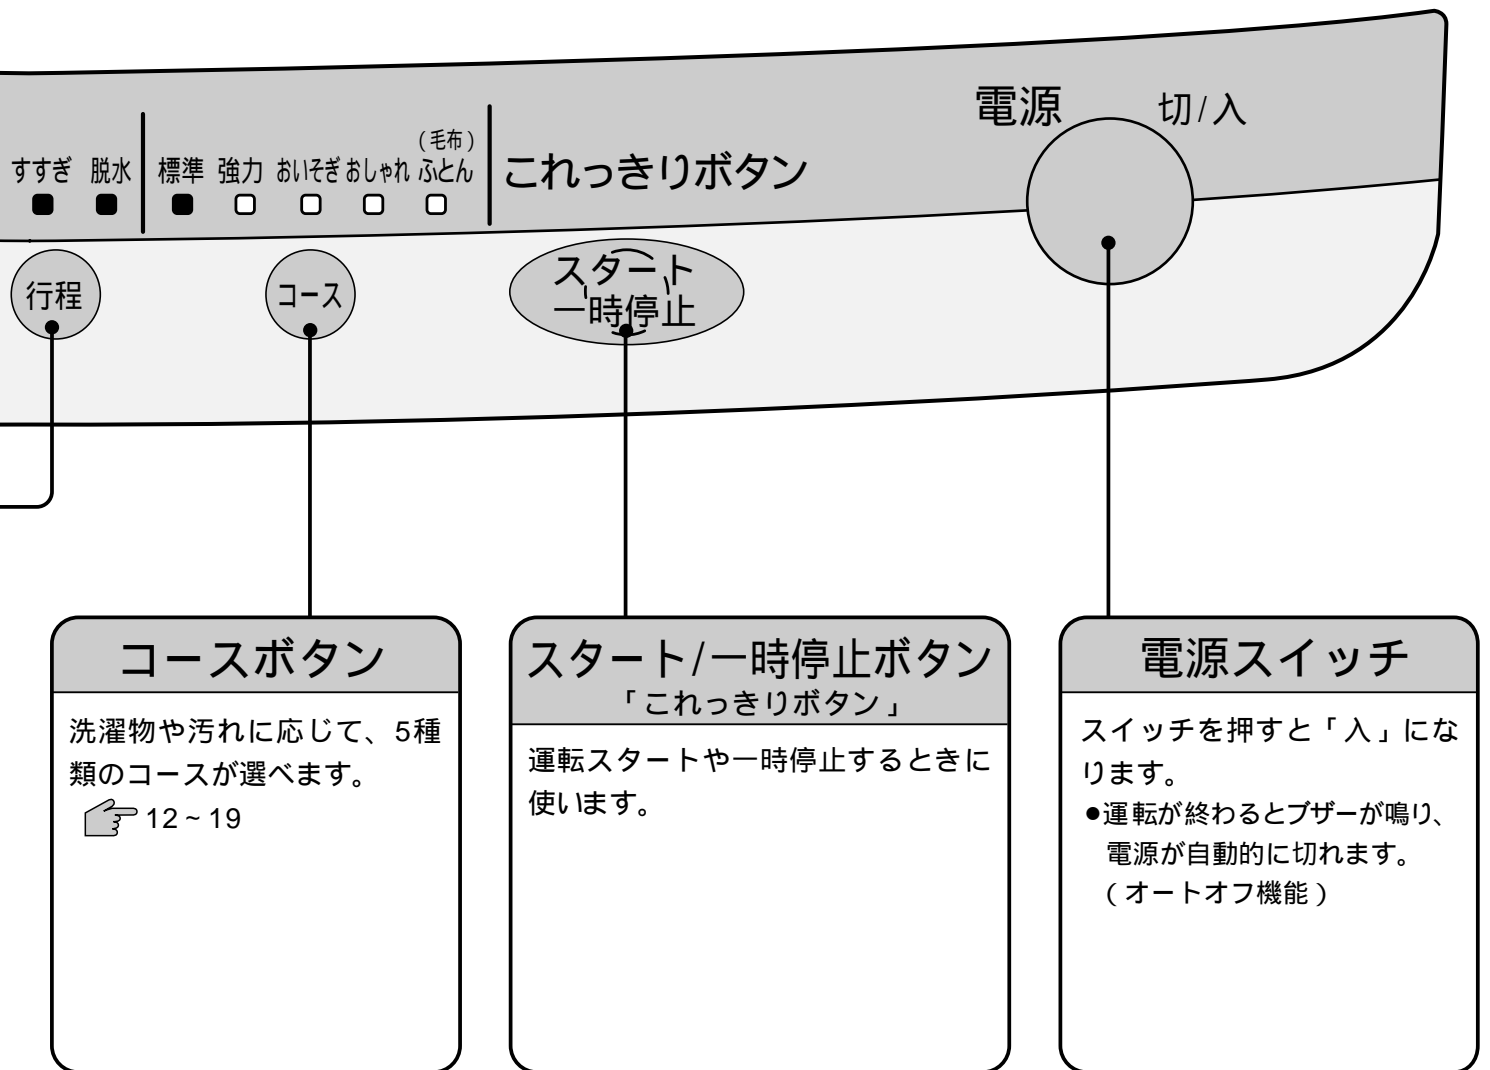 電源 切/入
(毛布)
すすぎ 脱水 標準 強力 おいそぎ おしゃれ ふとん これっきりボタン
行程 コース スタート
一時停止
コースボタン
洗濯物や汚れに応じて、5種
類のコースが選べます。
12~19
スタート/一時停止ボタン
「これっきりボタン」
運転スタートや一時停止するときに
使います。
電源スイッチ
スイッチを押すと「入」にな
ります。
●運転が終わるとブザーが鳴り、
電源が自動的に切れます。
(オートオフ機能)